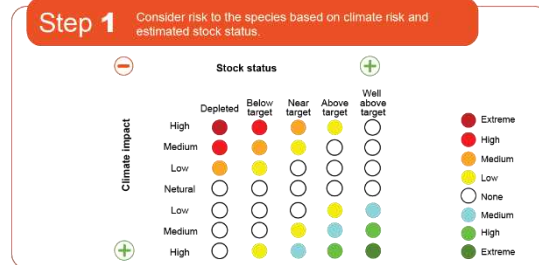 Step 1
Consider risk to the species based on climate risk and
estimated stock status.
Stock status
Depleted
Below
target
Near
target
Above
target
Well
above
target
Climate impact
High
Medium
Low
Netural
Low
Medium
High
Extreme
High
Medium
Low
None
Medium
High
Extreme